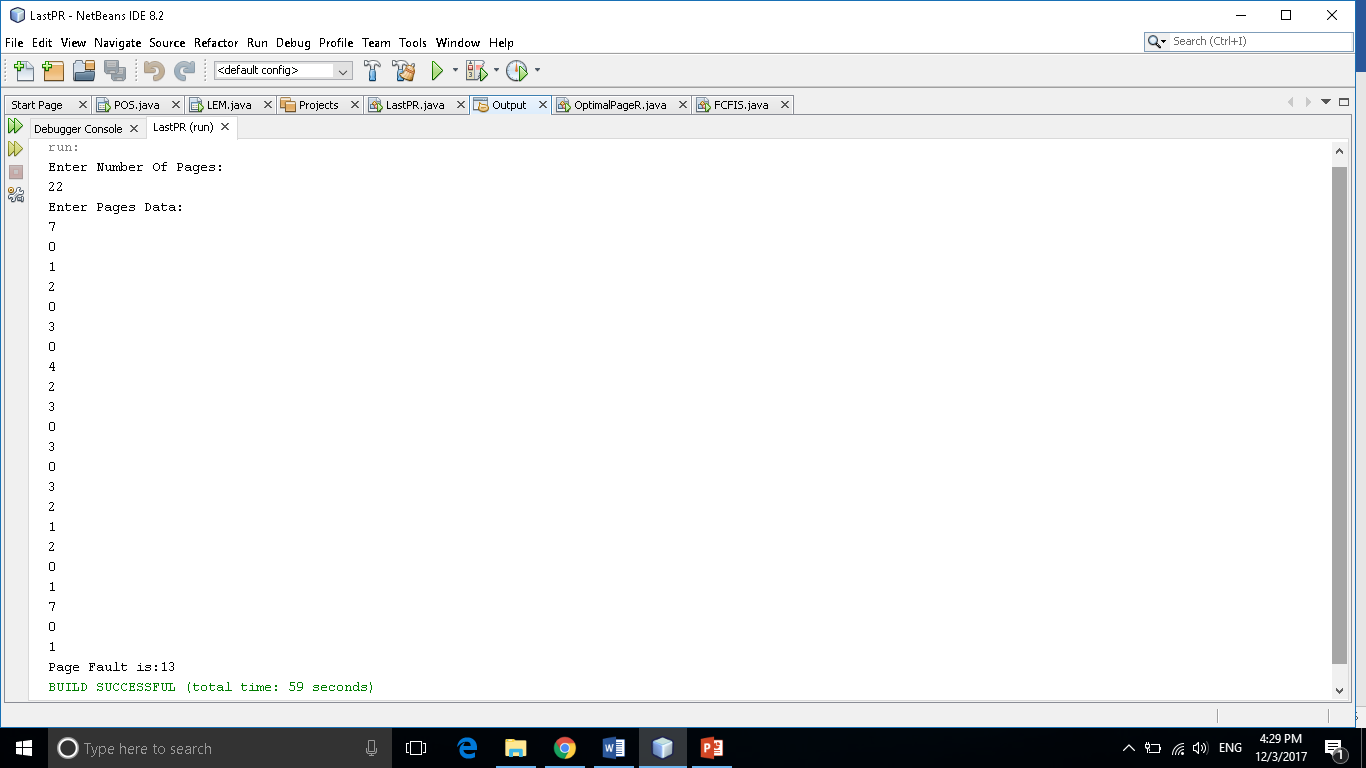 LastPR - NetBeans IDE 8.2
File Edit View Navigate Source Refactor Run Debug Profile Team Tools Window Help
Search (Ctrl+I)
<default config>
Start Page POS.java LEM.java Projects LastPR.java Output OptimalPageR.java FCFIS.java
Debugger Console LastPR (run)
run:
Enter Number Of Pages:
22
Enter Pages Data:
7
0
1
2
0
3
0
4
2
3
0
3
0
3
2
1
2
0
1
7
0
1
Page Fault is:13
BUILD SUCCESSFUL (total time: 59 seconds)
Type here to search
ENG
4:29 PM
12/3/2017
1